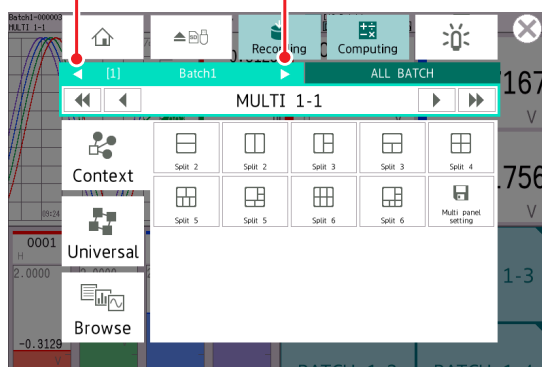 Batch1-000003
MULTI 1-1
Recording
Computing
[1]
Batch1
ALL BATCH
167
MULTI 1-1
V
Context
Split 2
Split 2
Split 3
Split 3
Split 4
.756
09:24
Split 5
Split 5
Split 6
Split 6
Multi panel
setting
V
0001
H
Universal
2.0000
1-3
Browse
-0.3129
V